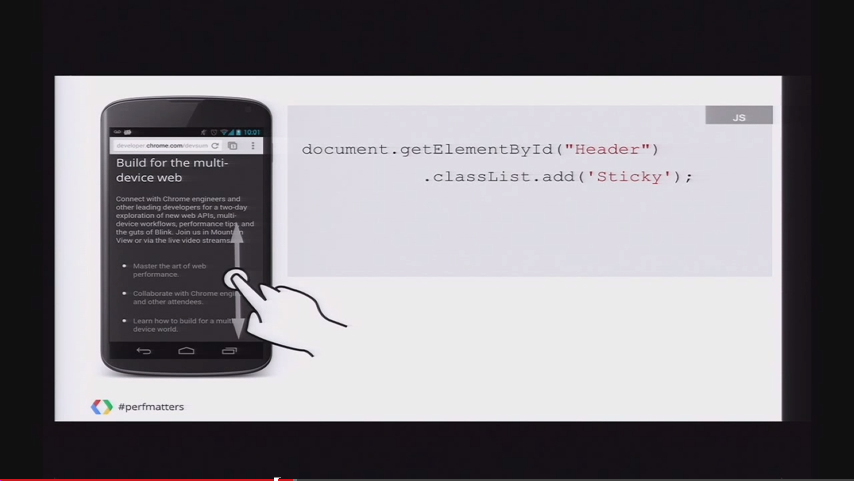 10:01
developer.chrome.com/devsum
Build for the multi-
device web
Connect with Chrome engineers and
other leading developers for a two-day
exploration of new web APIs, multi-
device workflows, performance tips, and
the guts of Blink. Join us in Mountain
View or via the live video streams.
Master the art of web
performance.
Collaborate with Chrome engi
and other attendees.
Learn how to build for a mult
device world.
JS
document.getElementById("Header")
.classList.add('Sticky');
#perfmatters